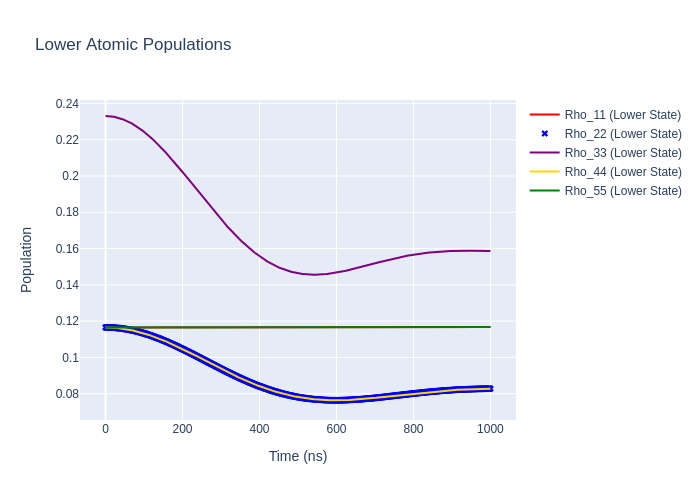 Lower Atomic Populations
0.24
0.22
0.2
0.18
0.16
0.14
0.12
0.1
0.08
Population
0
200
400
600
800
1000
Time (ns)
Rho_11 (Lower State)
Rho_22 (Lower State)
Rho_33 (Lower State)
Rho_44 (Lower State)
Rho_55 (Lower State)